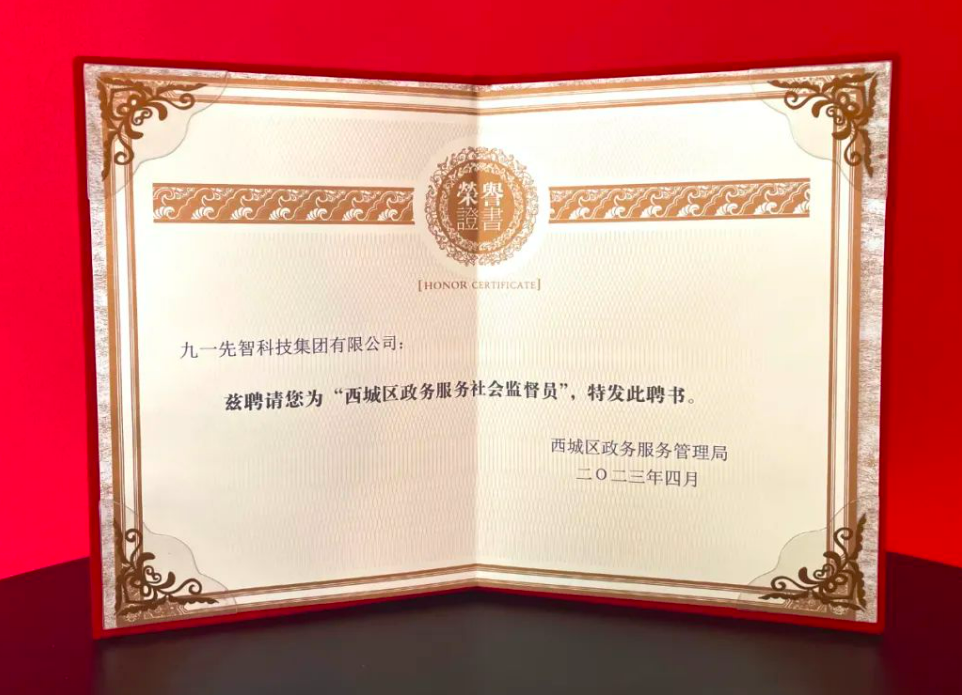 榮譽
證書
[HONOR CERTIFICATE]
九一先智科技集团有限公司：
兹聘请您为“西城区政务服务社会监督员”，特发此聘书。
西城区政务服务管理局
二〇二三年四月